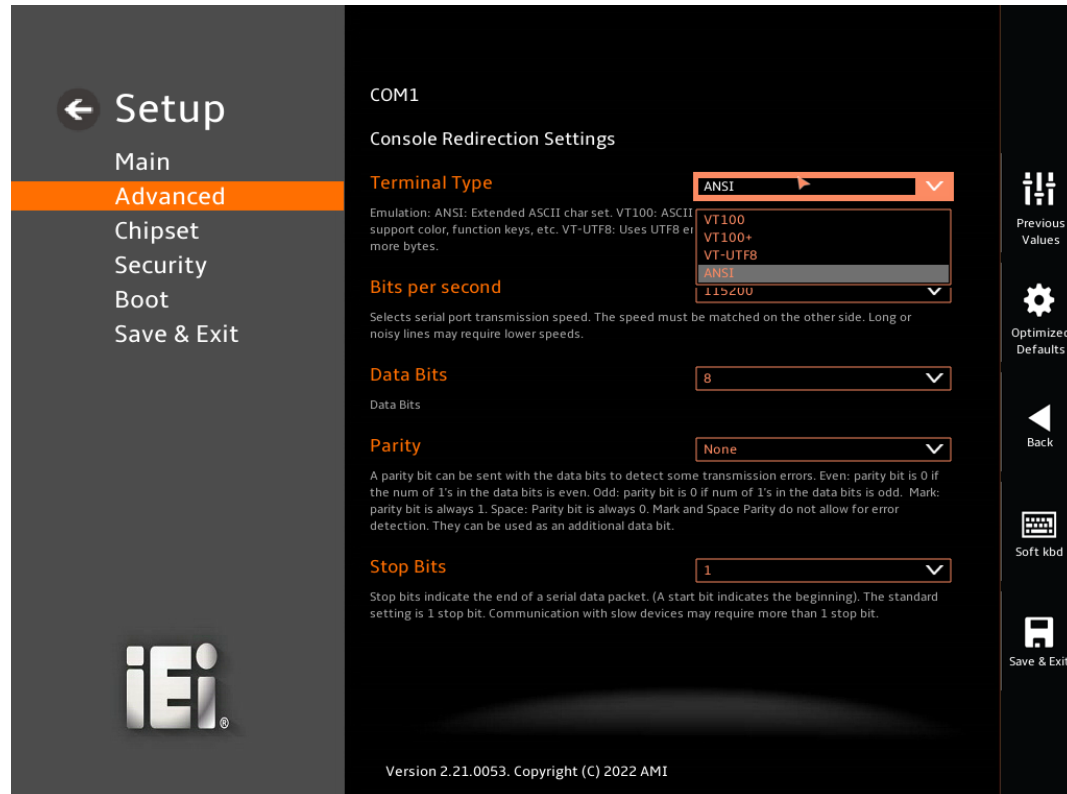 Setup
Main
Advanced
Chipset
Security
Boot
Save & Exit
iEi
®
COM1
Console Redirection Settings
Terminal Type
ANSI
Emulation: ANSI: Extended ASCII char set. VT100: ASCII
support color, function keys, etc. VT-UTF8: Uses UTF8 e
more bytes.
VT100
VT100+
VT-UTF8
ANSI
Bits per second
115200
Selects serial port transmission speed. The speed must be matched on the other side. Long or
noisy lines may require lower speeds.
Data Bits
8
Data Bits
Parity
None
A parity bit can be sent with the data bits to detect some transmission errors. Even: parity bit is 0 if
the num of 1's in the data bits is even. Odd: parity bit is 0 if num of 1's in the data bits is odd. Mark:
parity bit is always 1. Space: Parity bit is always 0. Mark and Space Parity do not allow for error
detection. They can be used as an additional data bit.
Stop Bits
1
Stop bits indicate the end of a serial data packet. (A start bit indicates the beginning). The standard
setting is 1 stop bit. Communication with slow devices may require more than 1 stop bit.
Version 2.21.0053. Copyright (C) 2022 AMI
Previous
Values
Optimized
Defaults
Back
Soft kbd
Save & Exit